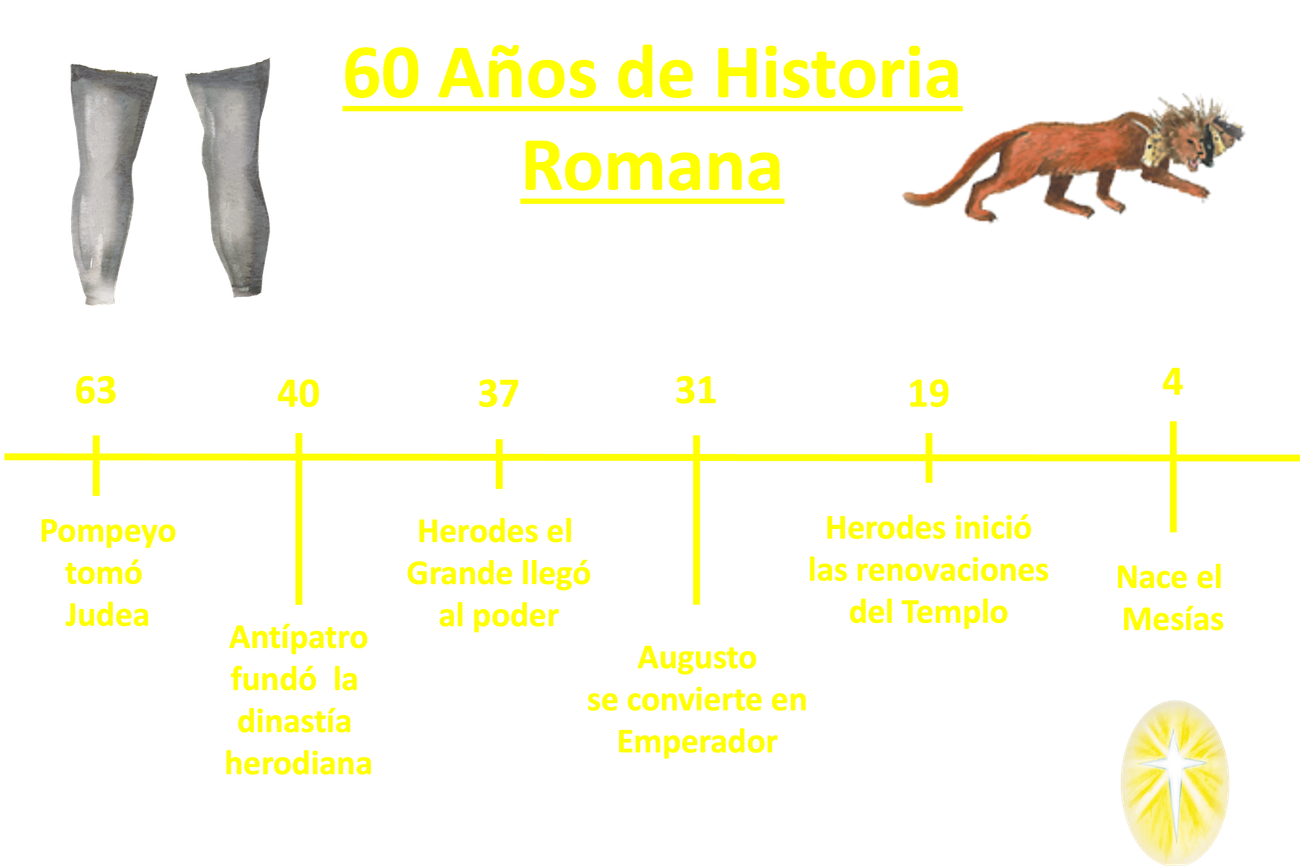 60 Años de Historia
Romana
63
40
37
31
19
4
Pompeyo
tomó
Judea
Antípatro
fundó la
dinastía
herodiana
Herodes el
Grande llegó
al poder
Augusto
se convierte en
Emperador
Herodes inició
las renovaciones
del Templo
Nace el
Mesías